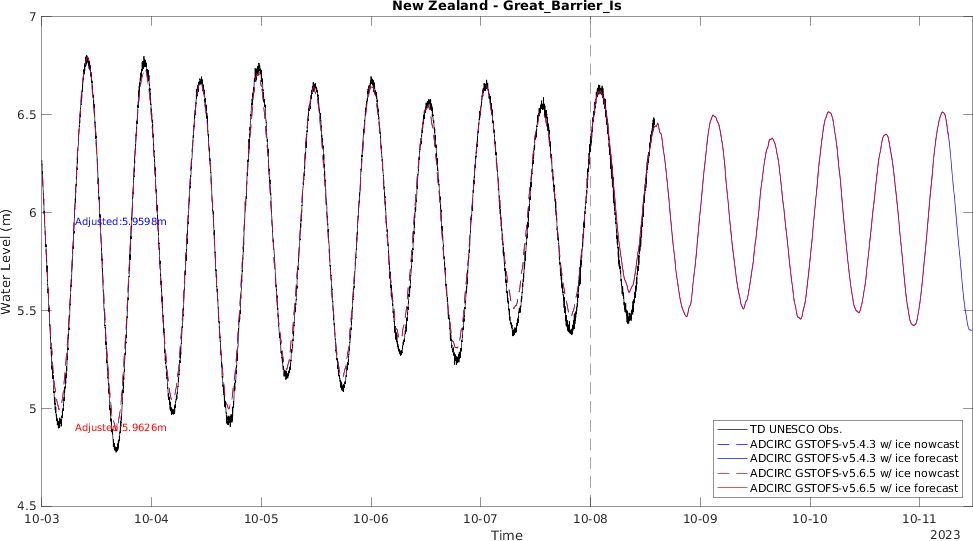 New Zealand - Great_Barrier_Is
7
6.5
6
5.5
5
4.5
Water Level (m)
Adjusted:5.9598m
Adjusted:5.9626m
TD UNESCO Obs.
ADCIRC GSTOFS-v5.4.3 w/ ice nowcast
ADCIRC GSTOFS-v5.4.3 w/ ice forecast
ADCIRC GSTOFS-v5.6.5 w/ ice nowcast
ADCIRC GSTOFS-v5.6.5 w/ ice forecast
10-03 10-04 10-05 10-06 10-07 10-08 10-09 10-10 10-11
Time
2023